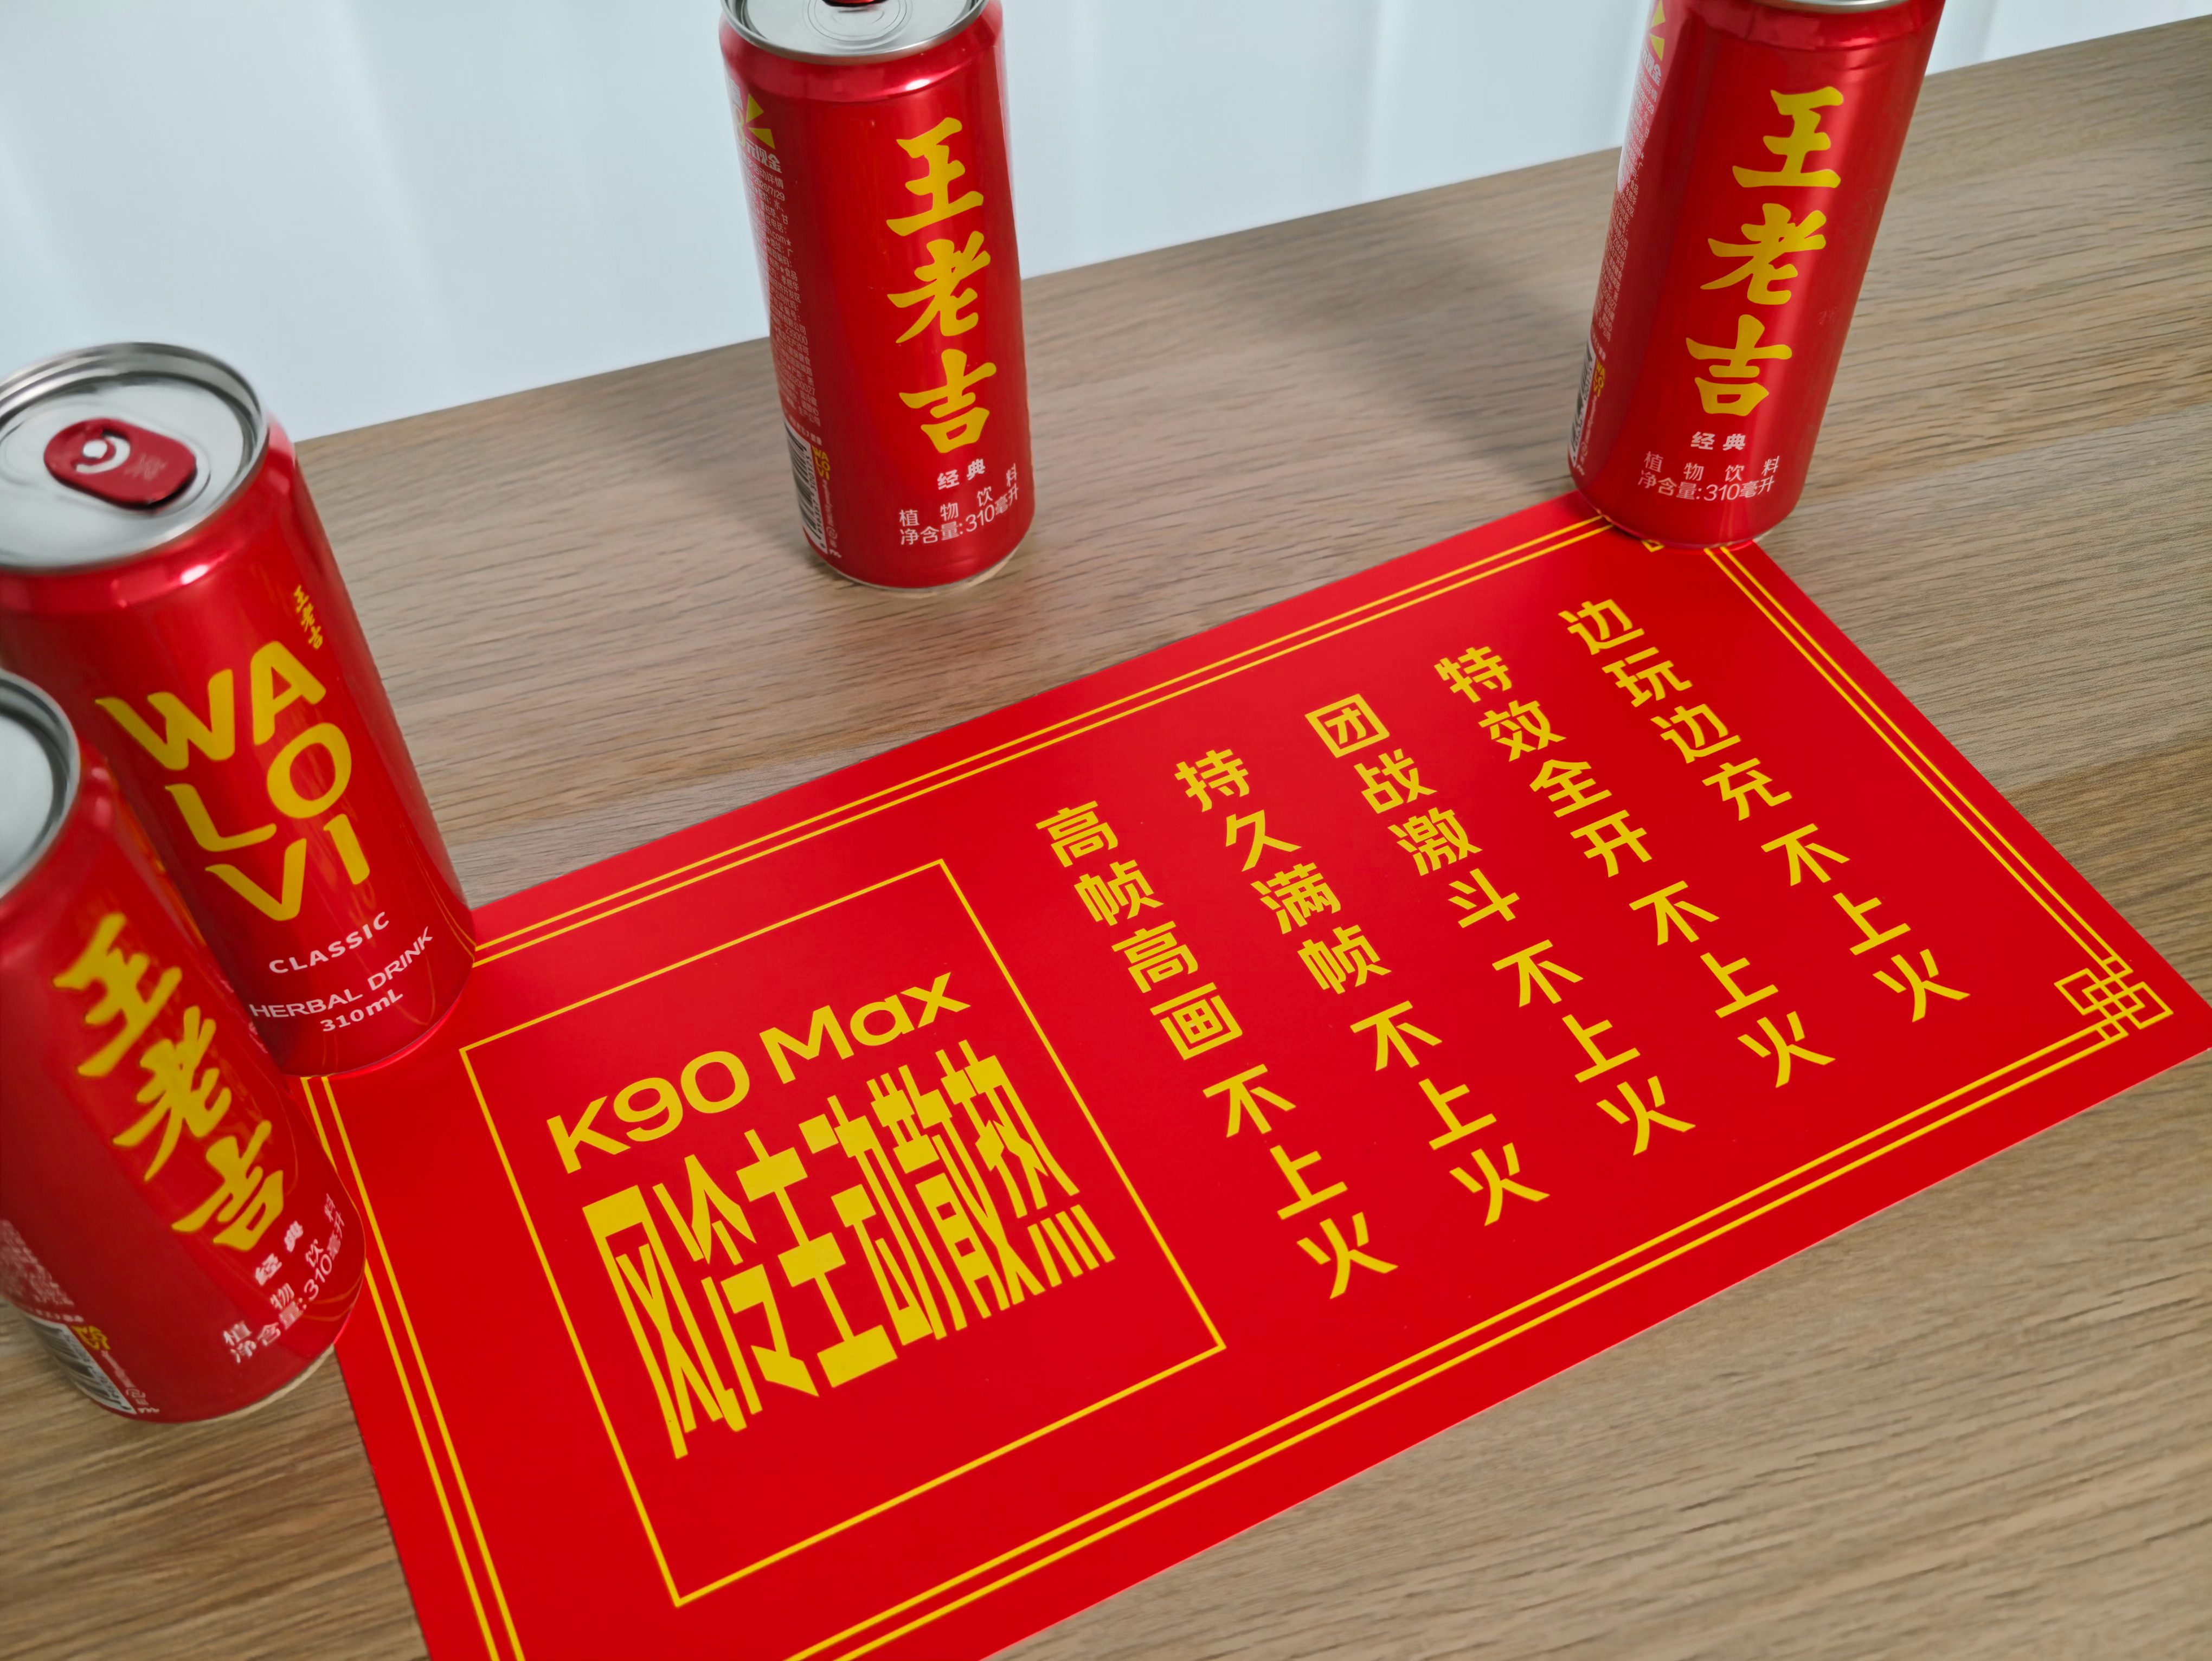 王老吉
经典
植物饮料
净含量:310毫升
王老吉
经典
植物饮料
净含量:310毫升
王老吉
WA
LO
VI
CLASSIC
HERBAL DRINK
310mL
王老吉
经典
植物饮料
净含量:310毫升
K90 Max
风冷主动散热
高帧高画 不上火
持久满帧 不上火
团战激斗 不上火
特效全开 不上火
边玩边充 不上火